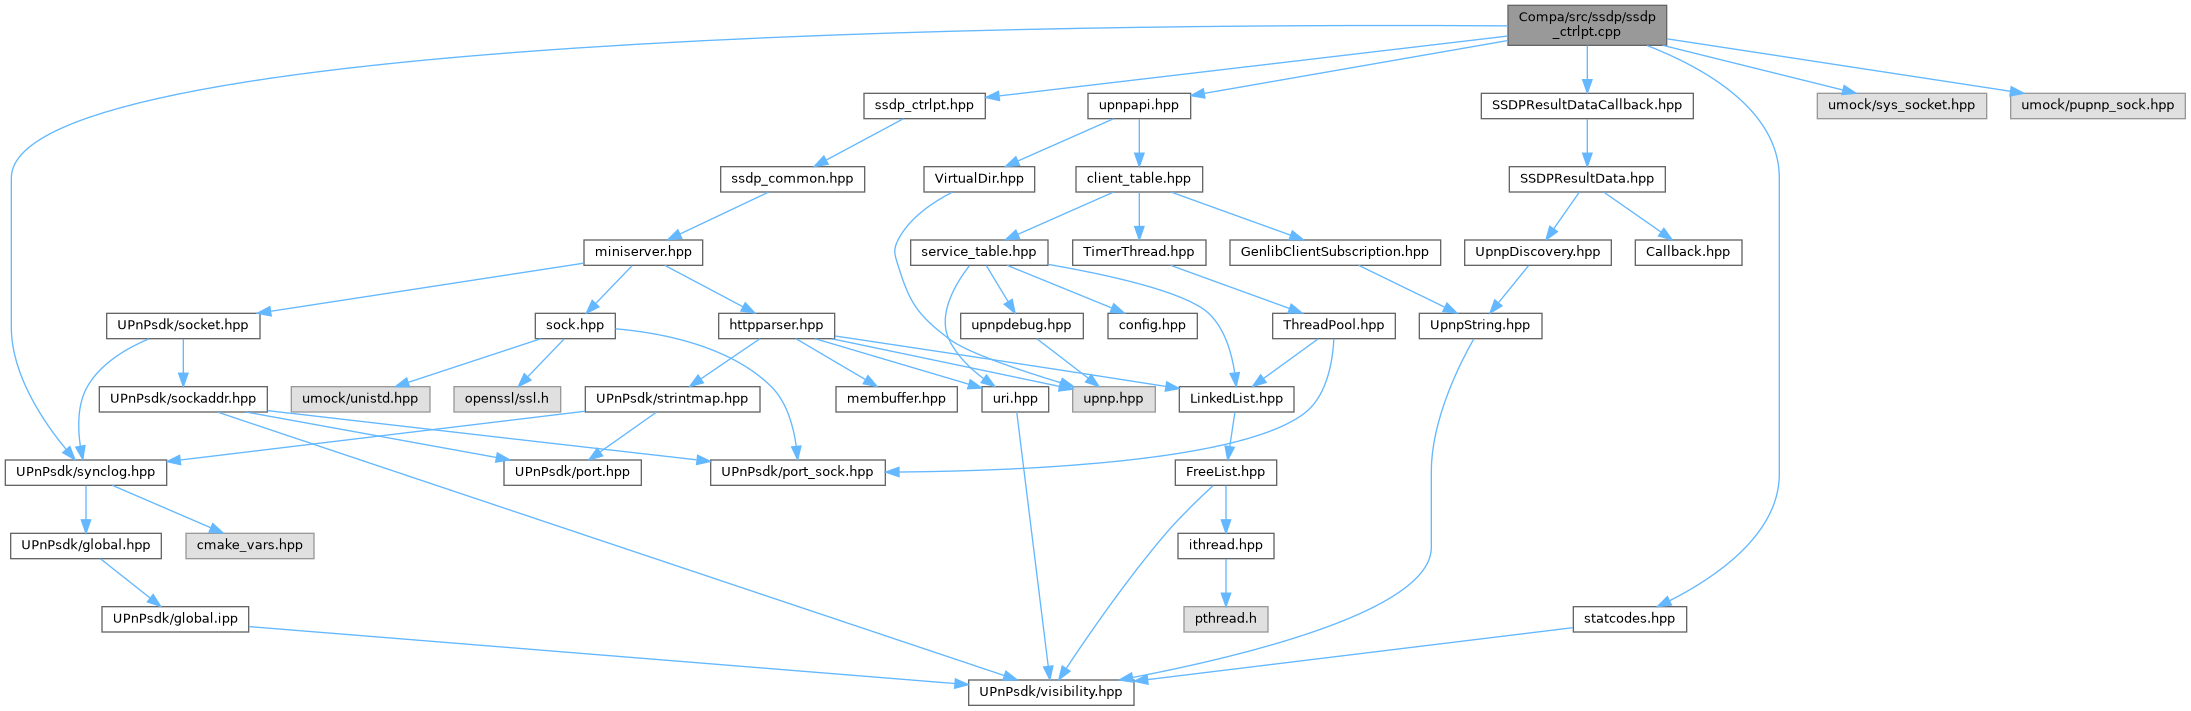 Compa/src/ssdp/ssdp
_ctrlpt.cpp
ssdp_ctrlpt.hpp
upnpapi.hpp
SSDPResultDataCallback.hpp
umock/sys_socket.hpp
umock/pupnp_sock.hpp
ssdp_common.hpp
VirtualDir.hpp
client_table.hpp
SSDPResultData.hpp
miniserver.hpp
service_table.hpp
TimerThread.hpp
GenlibClientSubscription.hpp
UpnpDiscovery.hpp
Callback.hpp
UPnPsdk/socket.hpp
sock.hpp
httpparser.hpp
upnpdebug.hpp
config.hpp
ThreadPool.hpp
UpnpString.hpp
UPnPsdk/sockaddr.hpp
umock/unistd.hpp
openssl/ssl.h
UPnPsdk/strintmap.hpp
membuffer.hpp
uri.hpp
upnp.hpp
LinkedList.hpp
UPnPsdk/synclog.hpp
UPnPsdk/port.hpp
UPnPsdk/port_sock.hpp
FreeList.hpp
UPnPsdk/global.hpp
cmake_vars.hpp
ithread.hpp
UPnPsdk/global.ipp
pthread.h
statcodes.hpp
UPnPsdk/visibility.hpp